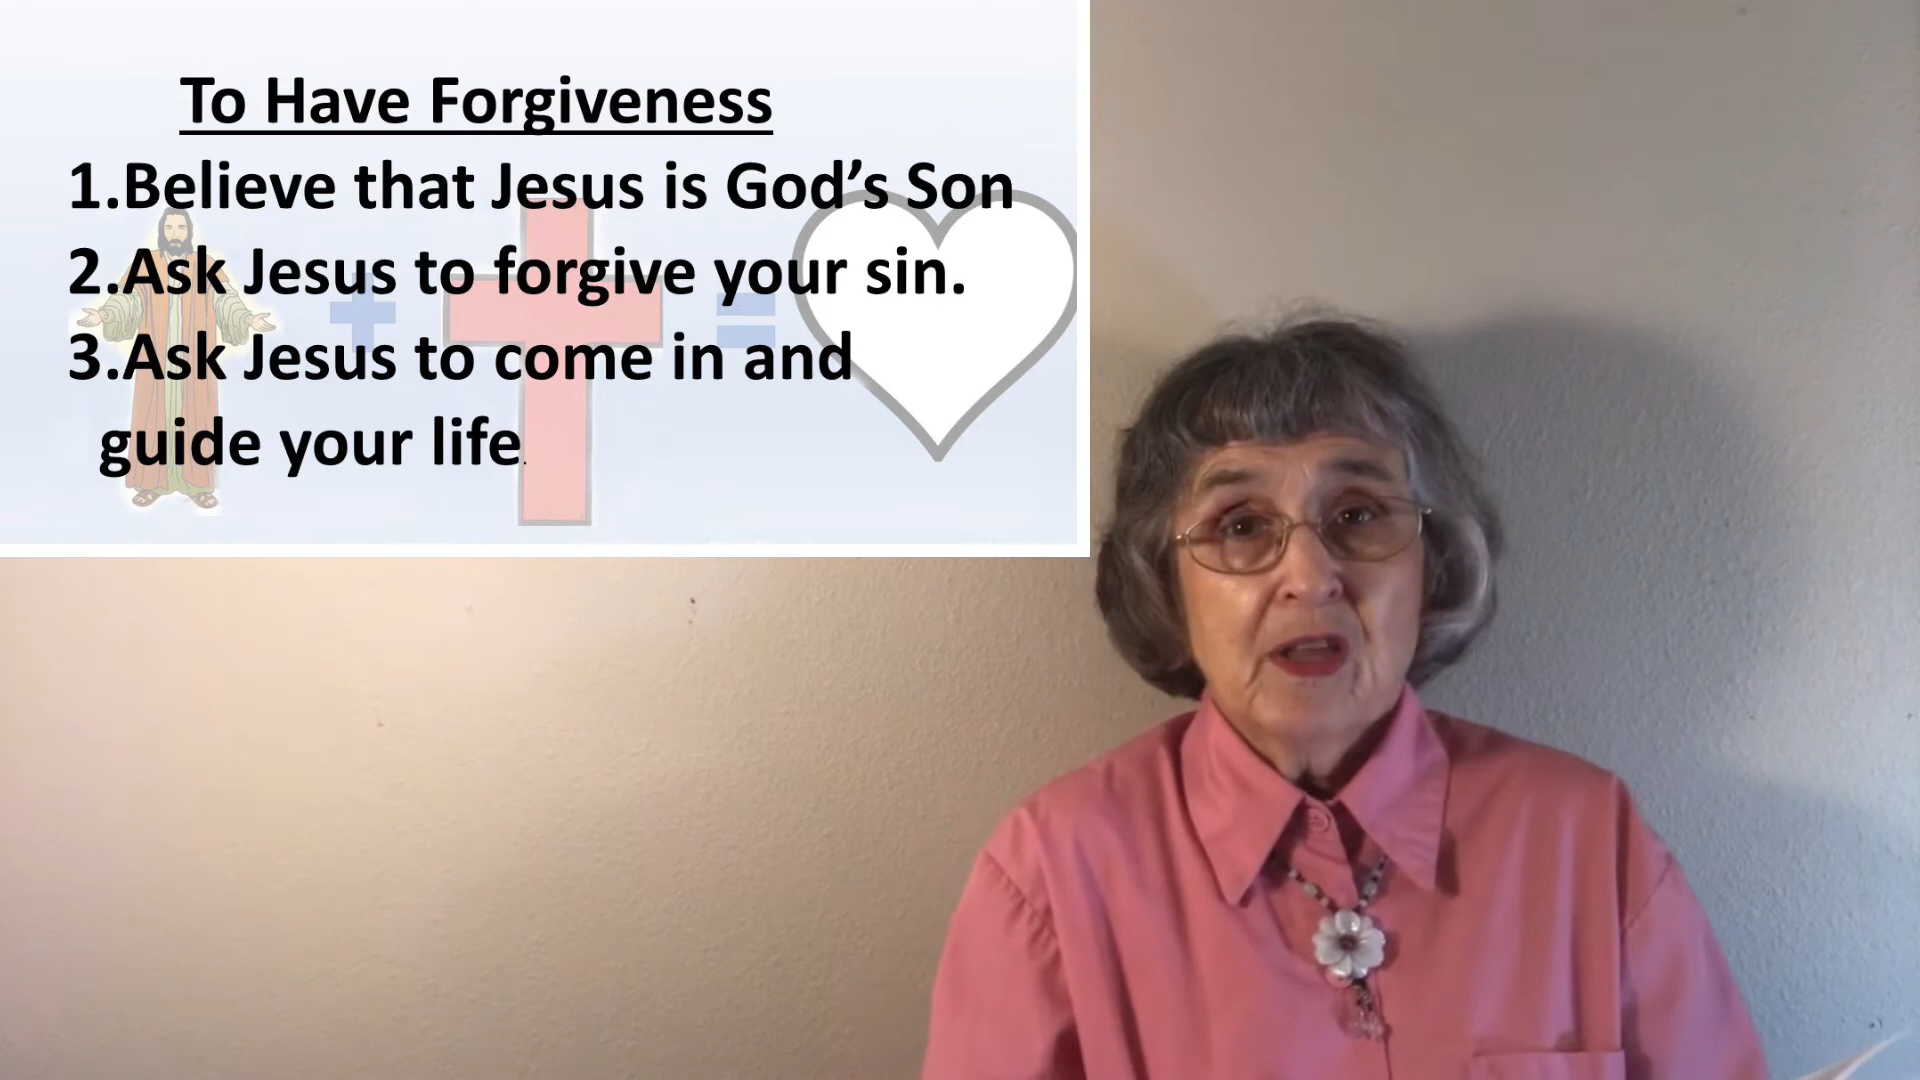 To Have Forgiveness
1.Believe that Jesus is God’s Son
2.Ask Jesus to forgive your sin.
3.Ask Jesus to come in and
guide your life.